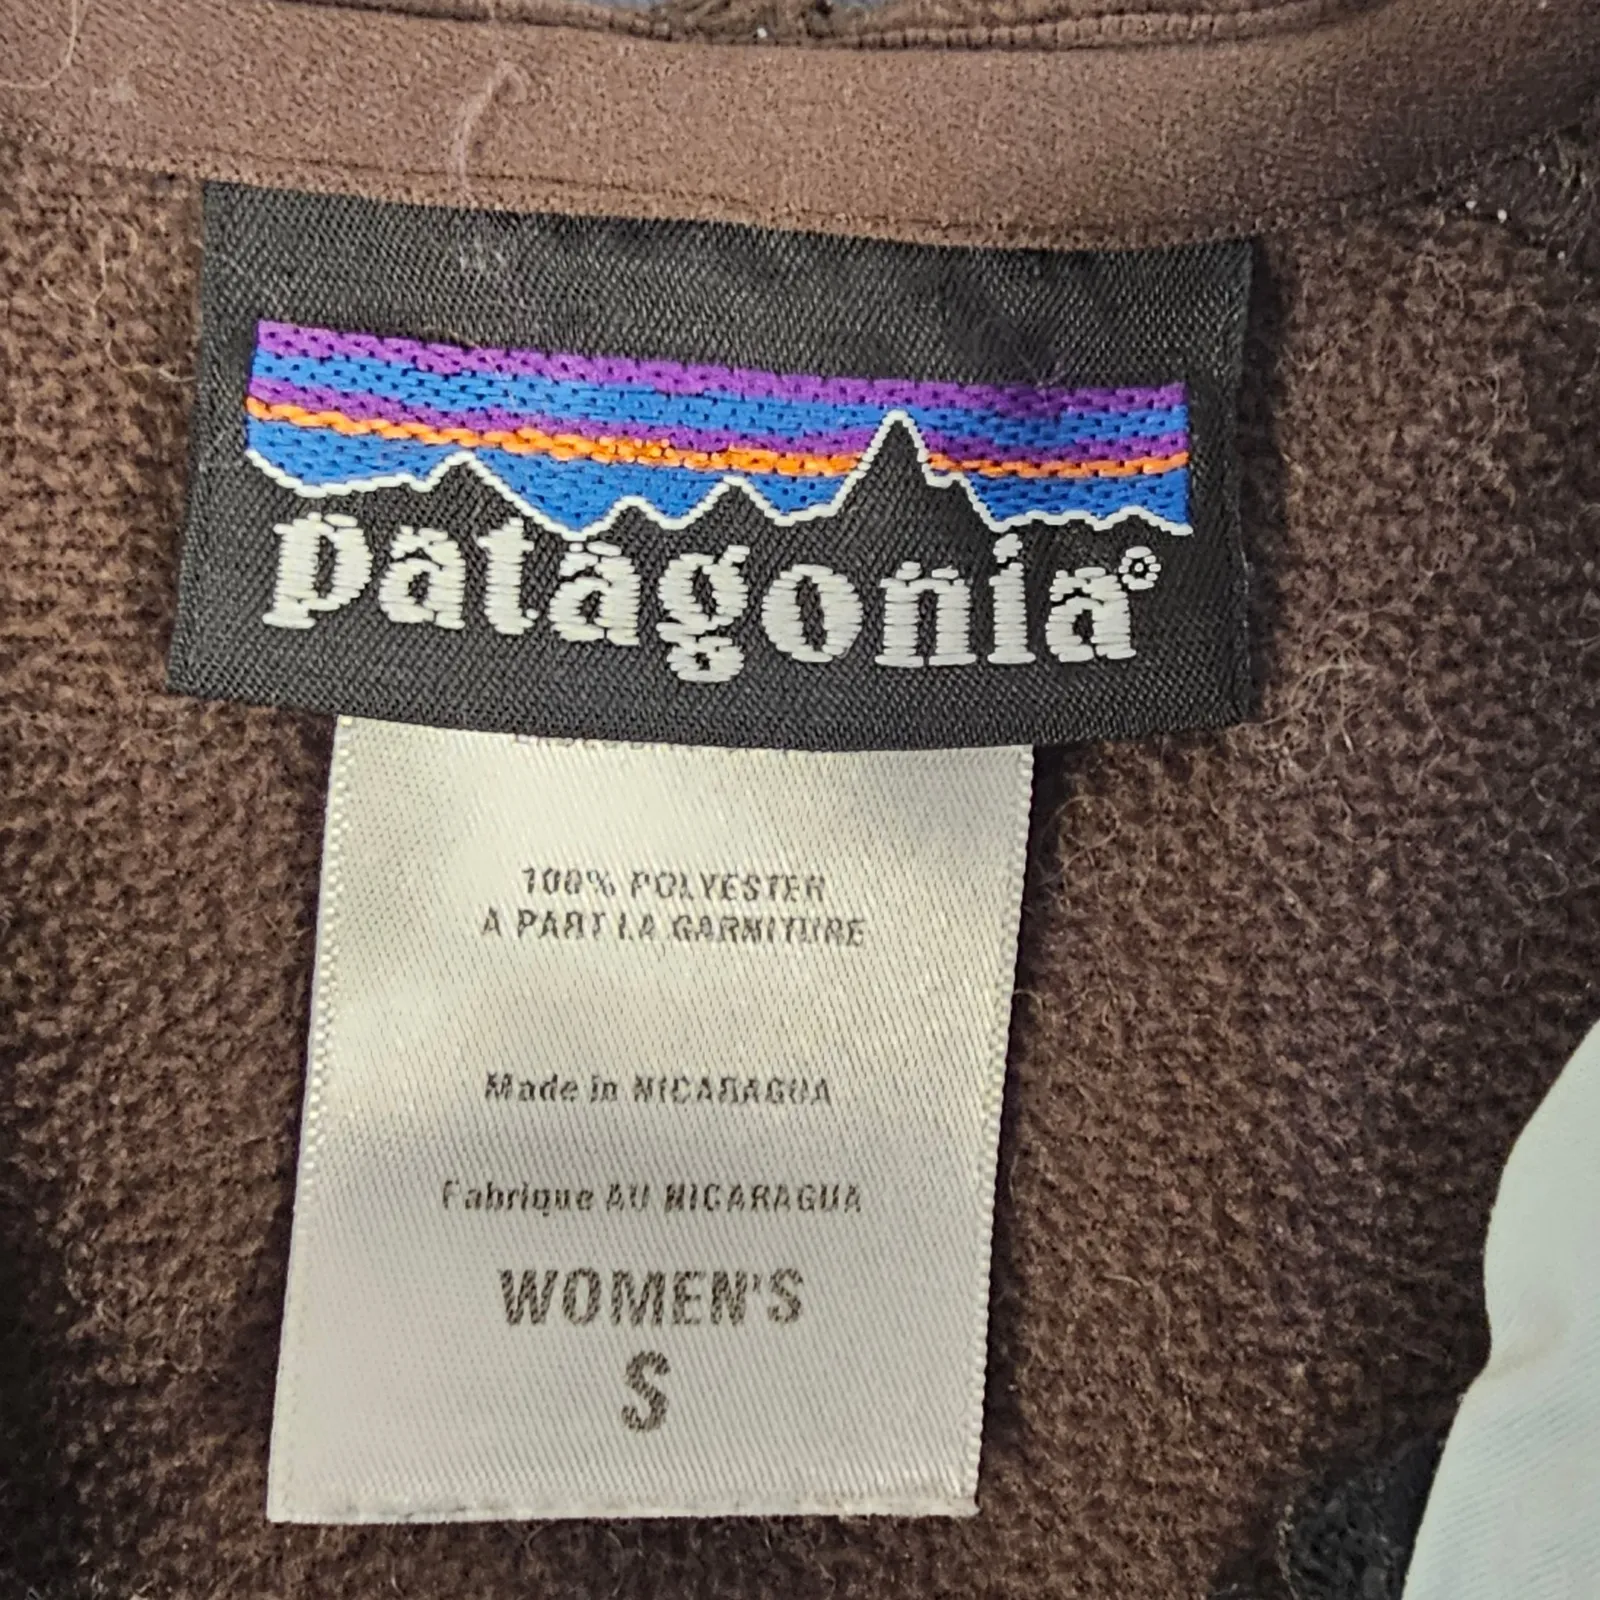 patagonia®
100% POLYESTER
A PART LA GARNITURE
Made in NICARAGUA
Fabrique AU NICARAGUA
WOMEN'S
S